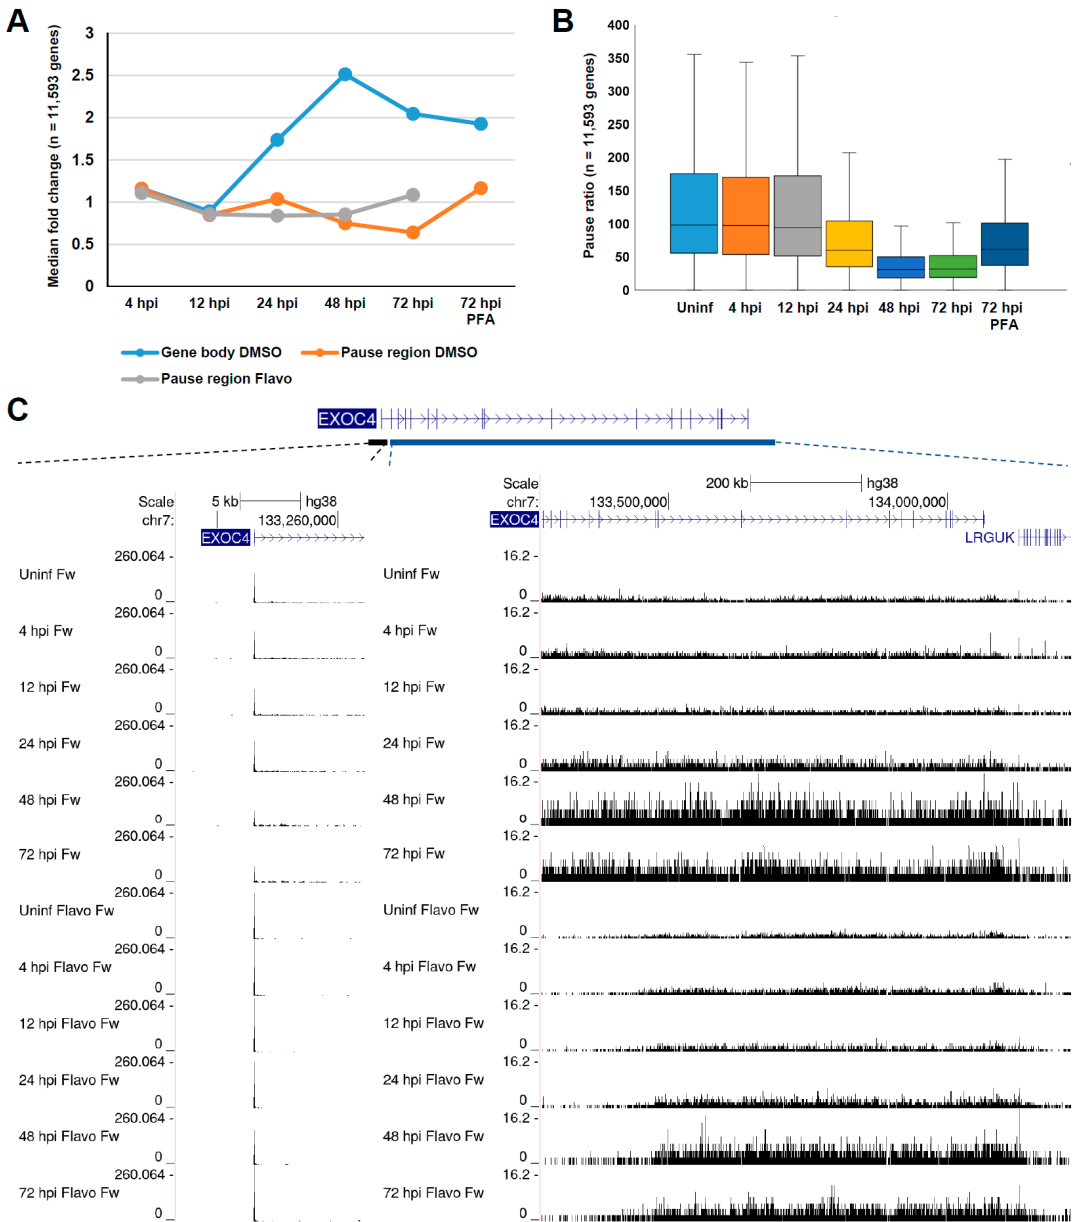 A
Median fold change (n = 11,593 genes)
3
2.5
2
1.5
1
0.5
0
4 hpi 12 hpi 24 hpi 48 hpi 72 hpi 72 hpi
PFA
Gene body DMSO Pause region DMSO
Pause region Flavo
B
Pause ratio (n = 11,593 genes)
400
350
300
250
200
150
100
50
0
Uninf 4 hpi 12 hpi 24 hpi 48 hpi 72 hpi 72 hpi
PFA
C
EXOC4
Scale 5 kb hg38
chr7: 133,260,000
EXOC4
260.064 -
Uninf Fw
0
260.064 -
4 hpi Fw
0
260.064 -
12 hpi Fw
0
260.064 -
24 hpi Fw
0
260.064 -
48 hpi Fw
0
260.064 -
72 hpi Fw
0
260.064 -
Uninf Flavo Fw
0
260.064 -
4 hpi Flavo Fw
0
260.064 -
12 hpi Flavo Fw
0
260.064 -
24 hpi Flavo Fw
0
260.064 -
48 hpi Flavo Fw
0
260.064 -
72 hpi Flavo Fw
0
Scale 200 kb hg38
chr7: 133,500,000 134,000,000
EXOC4
LRGUK
16.2 -
Uninf Fw
0
16.2 -
4 hpi Fw
0
16.2 -
12 hpi Fw
0
16.2 -
24 hpi Fw
0
16.2 -
48 hpi Fw
0
16.2 -
72 hpi Fw
0
16.2 -
Uninf Flavo Fw
0
16.2 -
4 hpi Flavo Fw
0
16.2 -
12 hpi Flavo Fw
0
16.2 -
24 hpi Flavo Fw
0
16.2 -
48 hpi Flavo Fw
0
16.2 -
72 hpi Flavo Fw
0